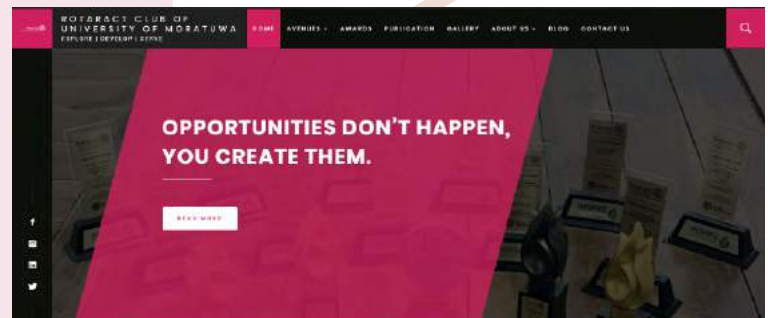 ROTARACT CLUB OF
UNIVERSITY OF MORATUWA
EXPLORE | DEVELOP | SERVE
HOME AVENUES AWARDS PUBLICATION GALLERY ABOUT US BLOG CONTACT US
OPPORTUNITIES DON'T HAPPEN,
YOU CREATE THEM.
READ MORE